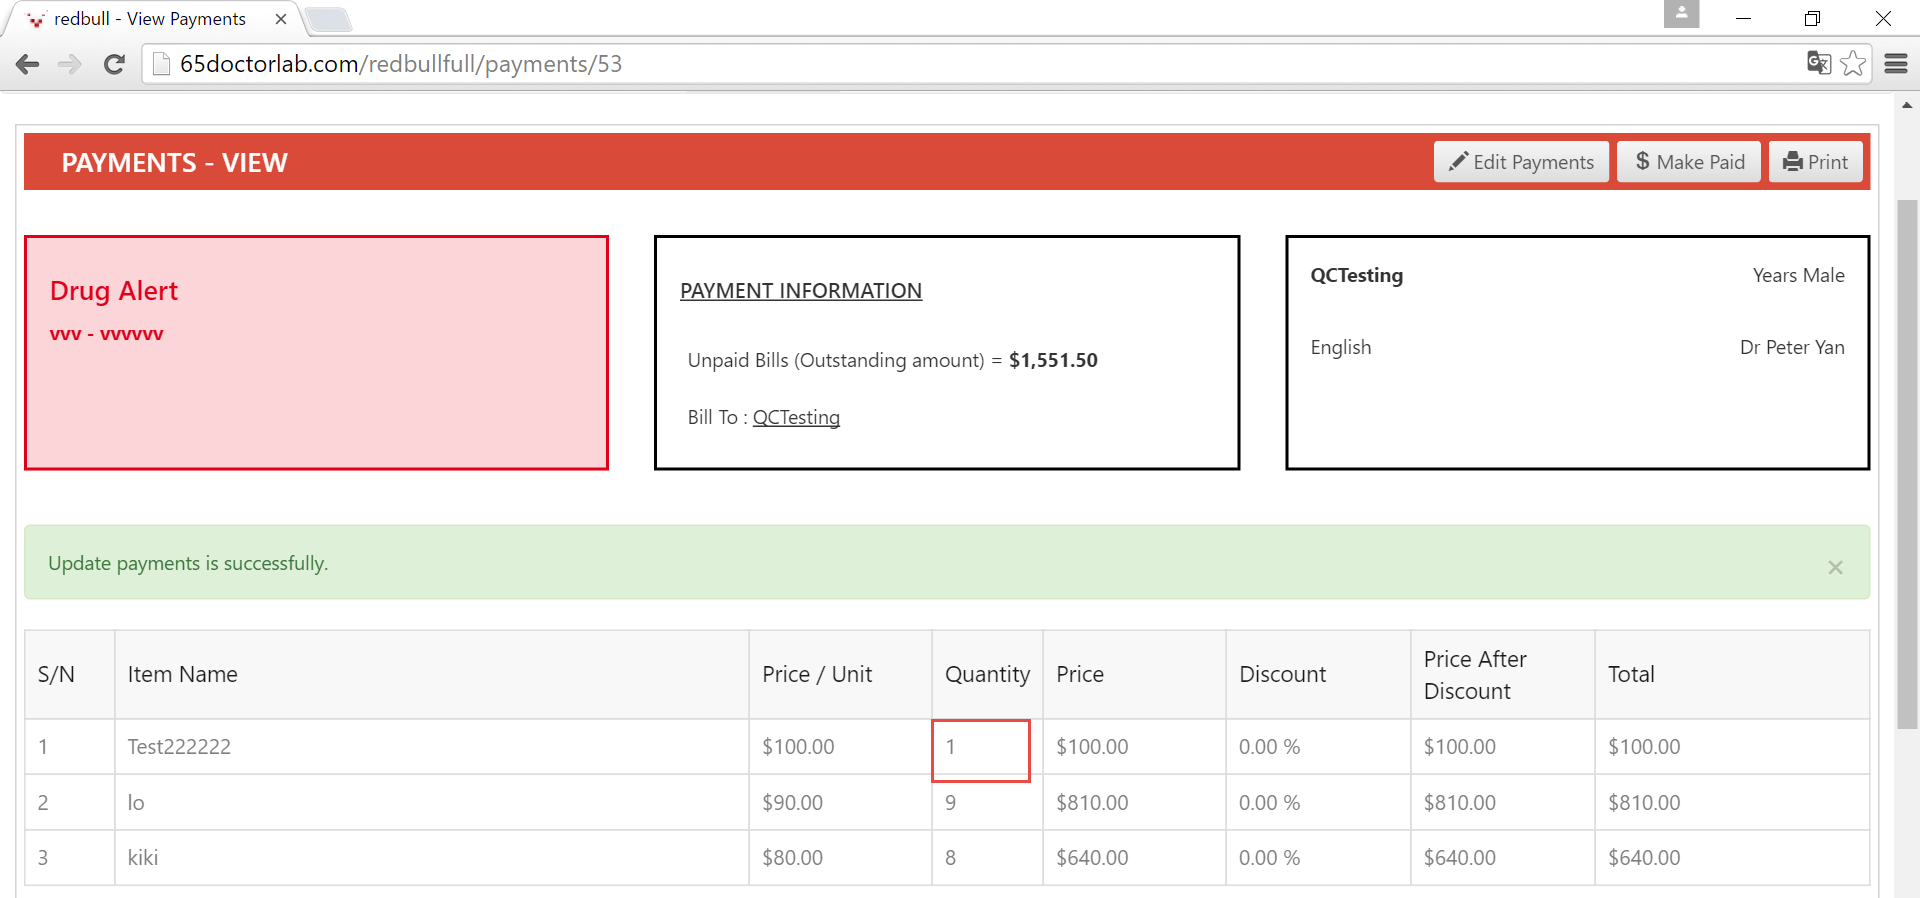 redbull - View Payments
65doctorlab.com/redbullfull/payments/53
PAYMENTS - VIEW
Edit Payments
$ Make Paid
Print
Drug Alert
vvv - vvvvvv
PAYMENT INFORMATION
Unpaid Bills (Outstanding amount) = $1,551.50
Bill To : QCTesting
QCTesting Years Male
English Dr Peter Yan
Update payments is successfully.
S/N Item Name Price / Unit Quantity Price Discount Price After Discount Total
1 Test222222 $100.00 1 $100.00 0.00 % $100.00 $100.00
2 lo $90.00 9 $810.00 0.00 % $810.00 $810.00
3 kiki $80.00 8 $640.00 0.00 % $640.00 $640.00